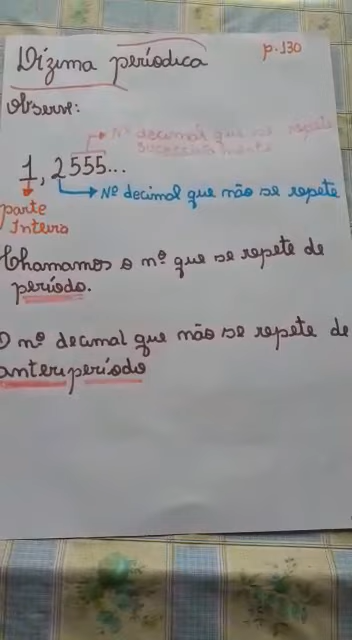 Dízima periódica
p. 130
Observe:
Nº decimal que se repete
sucessivamente
1, 2555...
Nº decimal que não se repete
parte
Inteira
Chamamos o nº que se repete de
período.
O nº decimal que não se repete de
anteriperíodo